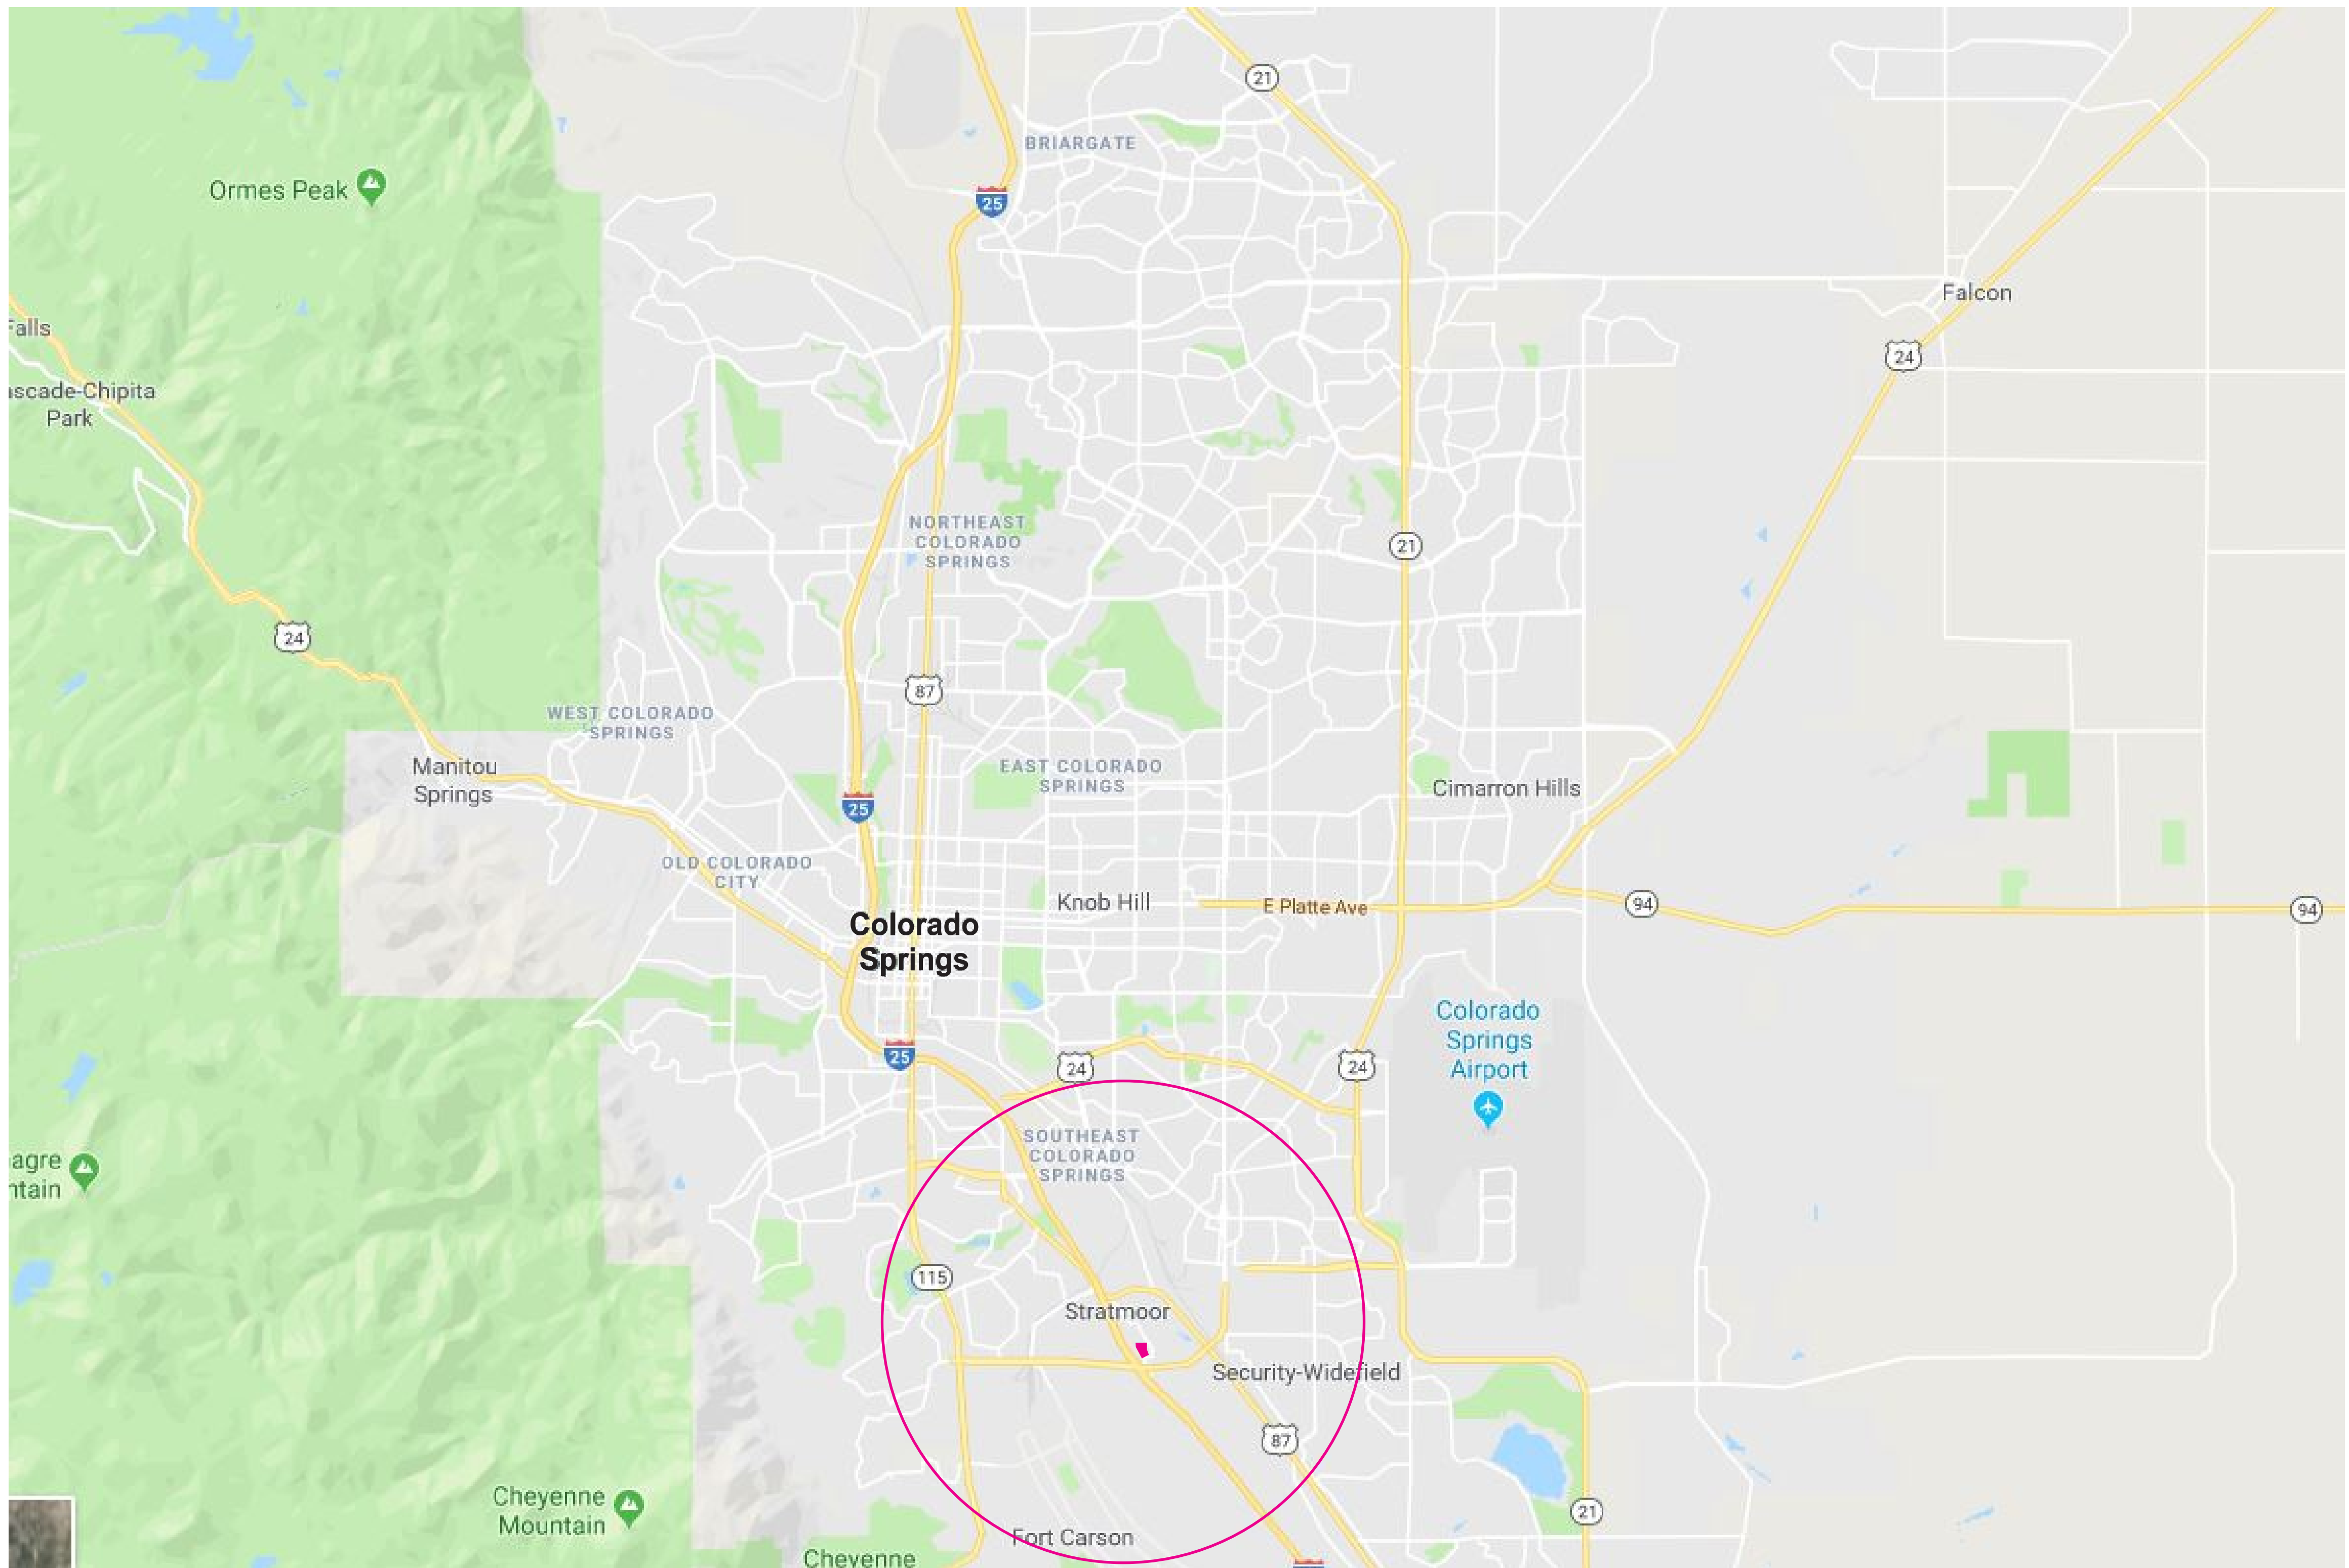 21
BRIARGATE
Ormes Peak
25
Falcon
Falls
24
ascade-Chipita
Park
NORTHEAST
COLORADO
SPRINGS
21
24
87
WEST COLORADO
SPRINGS
Manitou
Springs
EAST COLORADO
SPRINGS
Cimarron Hills
25
OLD COLORADO
CITY
Knob Hill
E Platte Ave
94
94
Colorado
Springs
Colorado
Springs
Airport
25
24
24
SOUTHEAST
COLORADO
SPRINGS
agre
ntain
115
Stratmoor
Security-Widefield
87
Cheyenne
Mountain
21
Fort Carson
Cheyenne